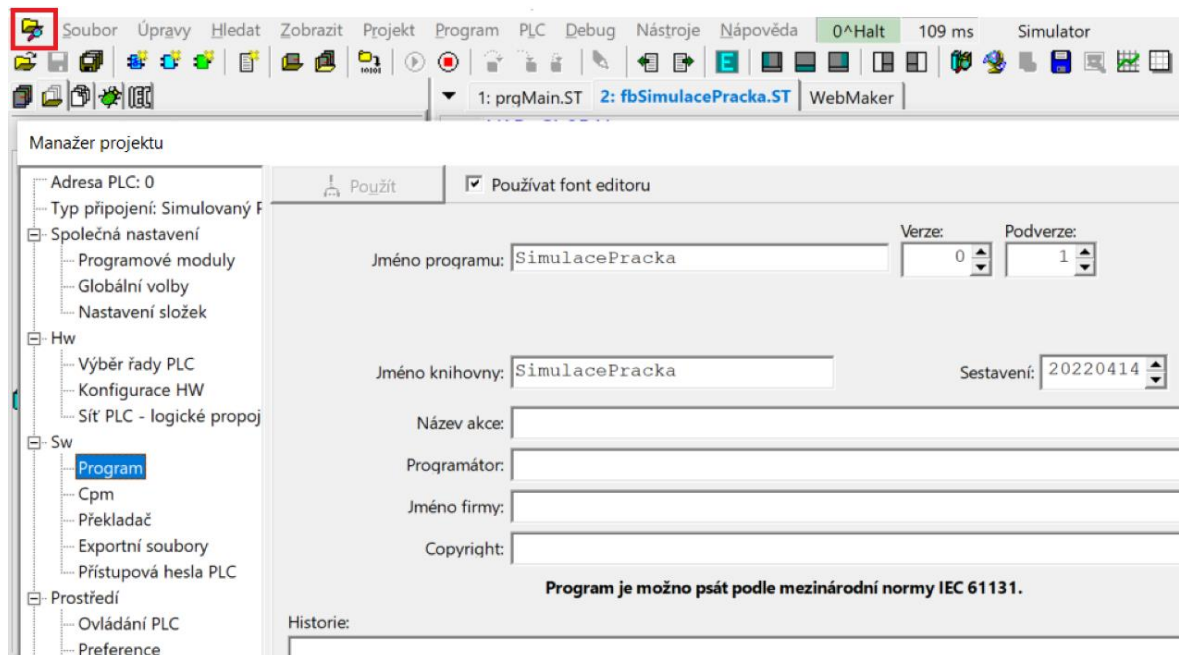 Soubor Úpravy Hledat Zobrazit Projekt Program PLC Debug Nástroje Nápověda 0^Halt 109 ms Simulator
1: prgMain.ST 2: fbSimulacePracka.ST WebMaker
Manažer projektu
Adresa PLC: 0
Použít
Používat font editoru
Typ připojení: Simulovaný P
Společná nastavení
Verze: Podverze:
Programové moduly
Jméno programu: SimulacePracka 0 1
Globální volby
Nastavení složek
Hw
Výběr řady PLC
Jméno knihovny: SimulacePracka Sestavení: 20220414
Konfigurace HW
Síť PLC - logické propoj
Název akce:
Sw
Program
Programátor:
Cpm
Jméno firmy:
Překladač
Exportní soubory
Copyright:
Přístupová hesla PLC
Program je možno psát podle mezinárodní normy IEC 61131.
Prostředí
Ovládání PLC
Historie:
Preference